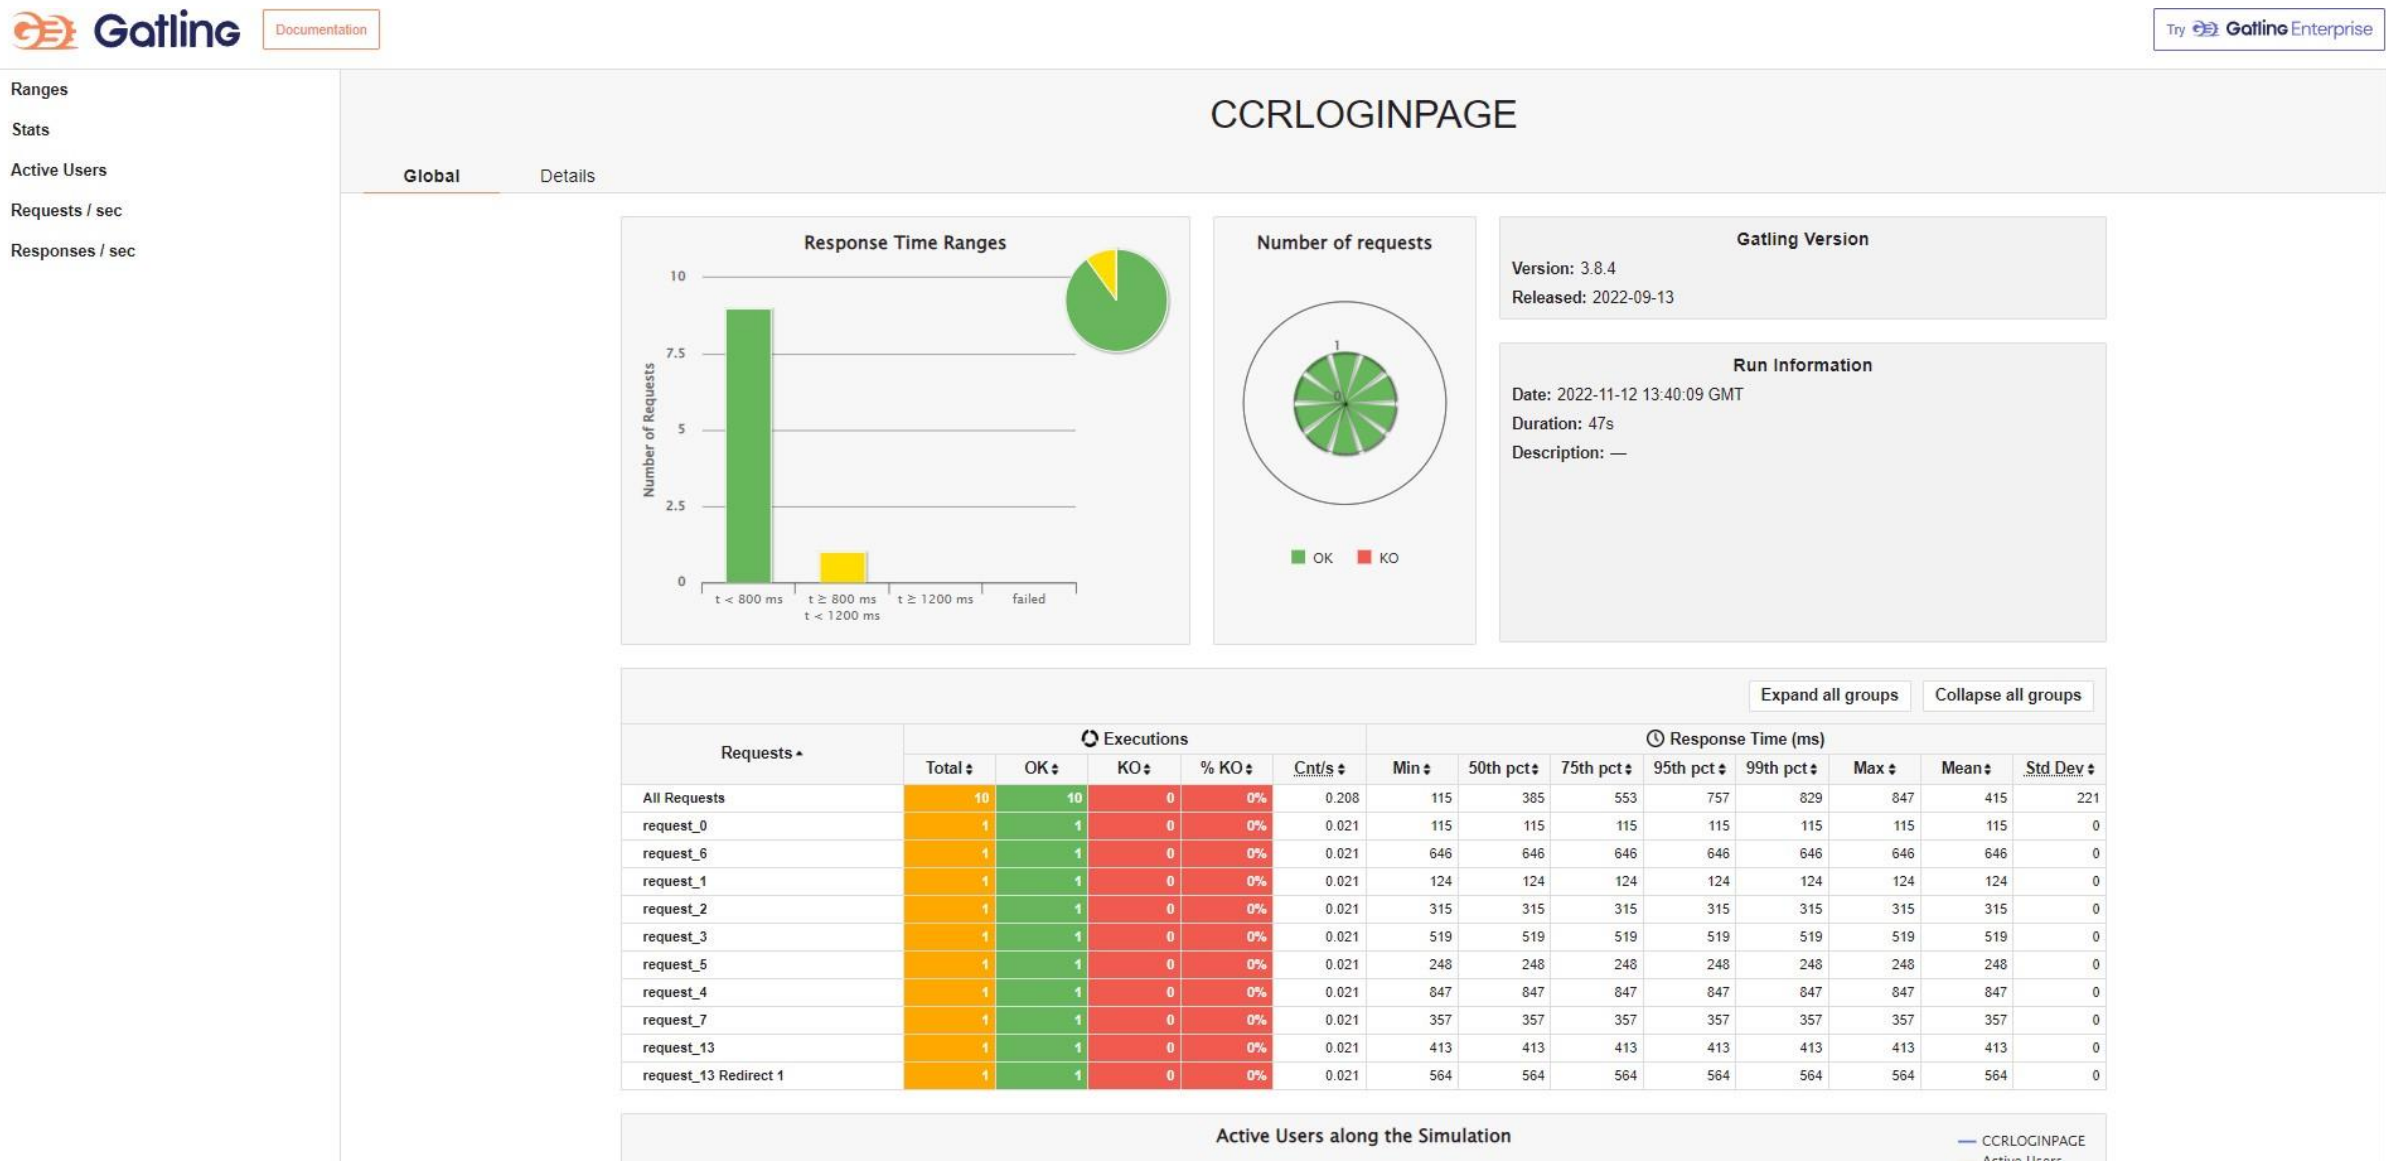 Gatling
Documentation
Try Gatling Enterprise
Ranges
Stats
Active Users
Requests / sec
Responses / sec
CCRLOGINPAGE
Global Details
Response Time Ranges
10
7.5
5
2.5
0
Number of Requests
t < 800 ms
t ≥ 800 ms
t < 1200 ms
t ≥ 1200 ms
failed
Number of requests
1
0
OK KO
Gatling Version
Version: 3.8.4
Released: 2022-09-13
Run Information
Date: 2022-11-12 13:40:09 GMT
Duration: 47s
Description: —
Expand all groups Collapse all groups
Requests Executions Response Time (ms)
Total OK KO % KO Cnt/s Min 50th pct 75th pct 95th pct 99th pct Max Mean Std Dev
All Requests 10 10 0 0% 0.208 115 385 553 757 829 847 415 221
request_0 1 1 0 0% 0.021 115 115 115 115 115 115 115 0
request_6 1 1 0 0% 0.021 646 646 646 646 646 646 646 0
request_1 1 1 0 0% 0.021 124 124 124 124 124 124 124 0
request_2 1 1 0 0% 0.021 315 315 315 315 315 315 315 0
request_3 1 1 0 0% 0.021 519 519 519 519 519 519 519 0
request_5 1 1 0 0% 0.021 248 248 248 248 248 248 248 0
request_4 1 1 0 0% 0.021 847 847 847 847 847 847 847 0
request_7 1 1 0 0% 0.021 357 357 357 357 357 357 357 0
request_13 1 1 0 0% 0.021 413 413 413 413 413 413 413 0
request_13 Redirect 1 1 1 0 0% 0.021 564 564 564 564 564 564 564 0
Active Users along the Simulation
CCRLOGINPAGE
Active Users